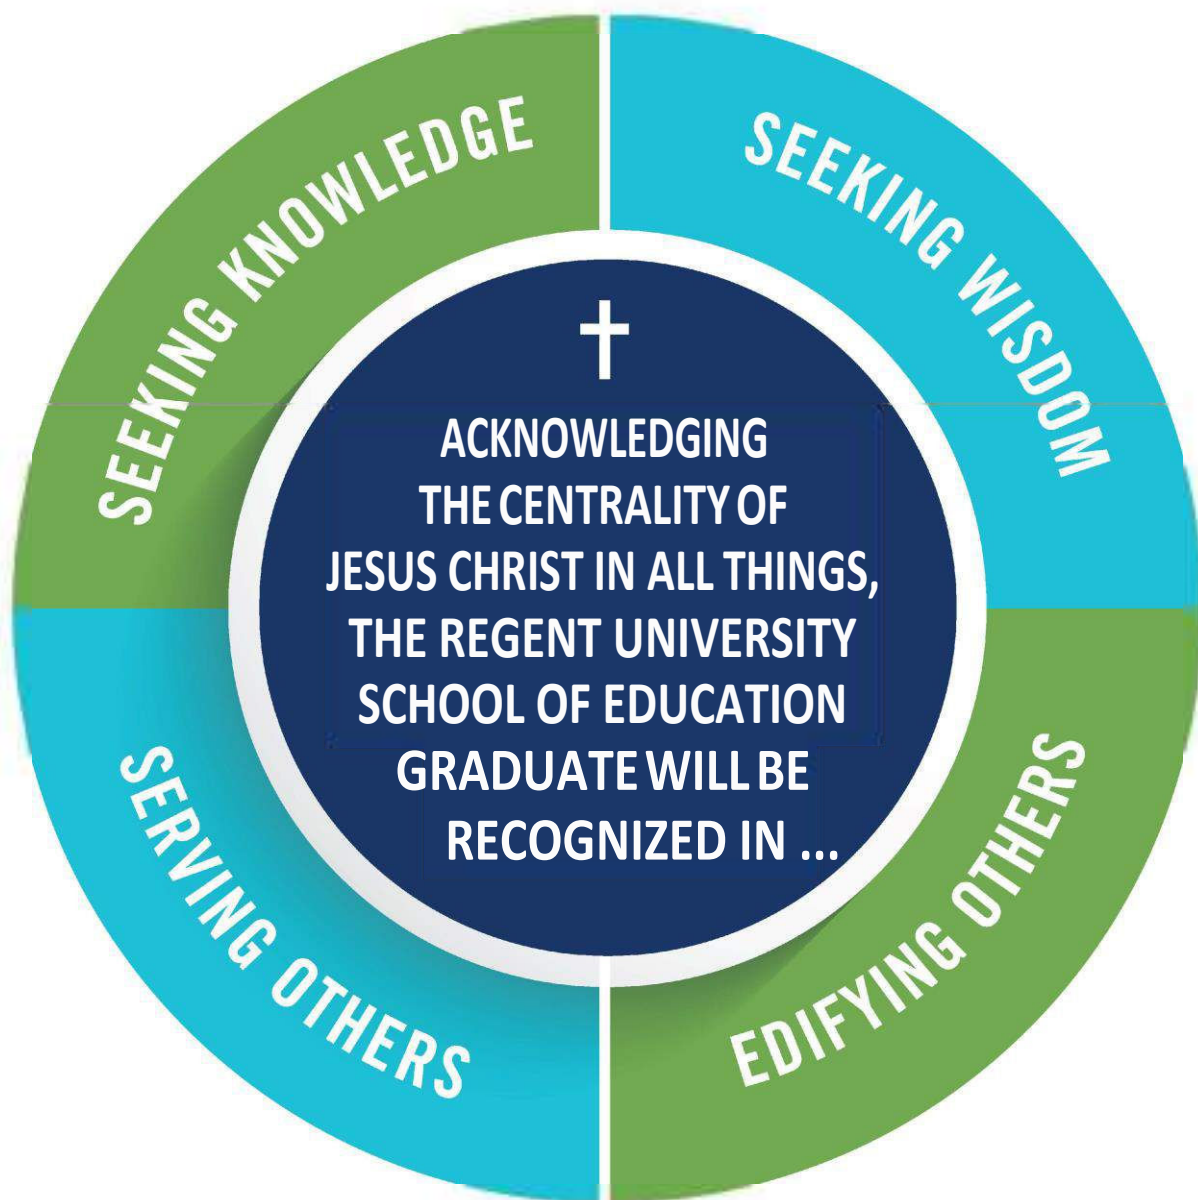 SEEKING KNOWLEDGE
SEEKING WISDOM
ACKNOWLEDGING
THE CENTRALITY OF
JESUS CHRIST IN ALL THINGS,
THE REGENT UNIVERSITY
SCHOOL OF EDUCATION
GRADUATE WILL BE
RECOGNIZED IN ...
SERVING OTHERS
EDIFYING OTHERS